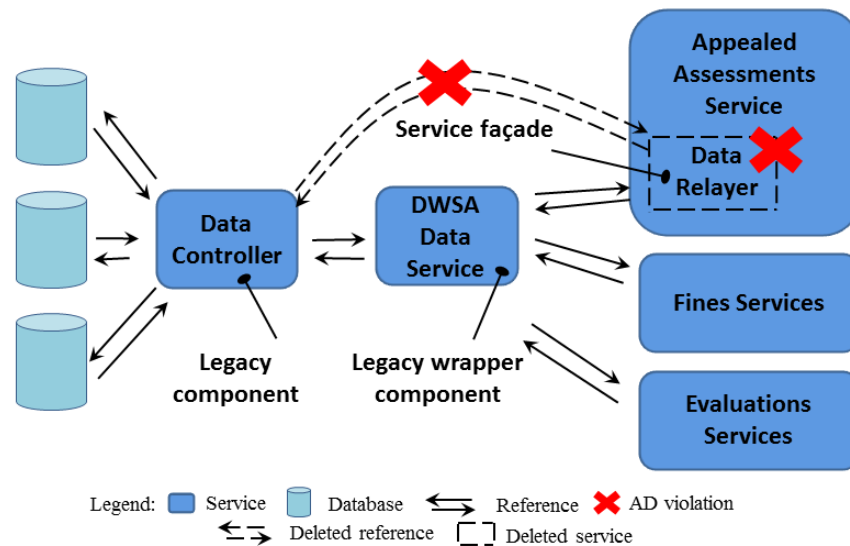 Appealed
Assessments
Service
Service façade
Data
Relayer
Data
Controller
DWSA
Data
Service
Fines Services
Legacy
component
Legacy wrapper
component
Evaluations
Services
Legend: Service Database Reference AD violation
Deleted reference Deleted service